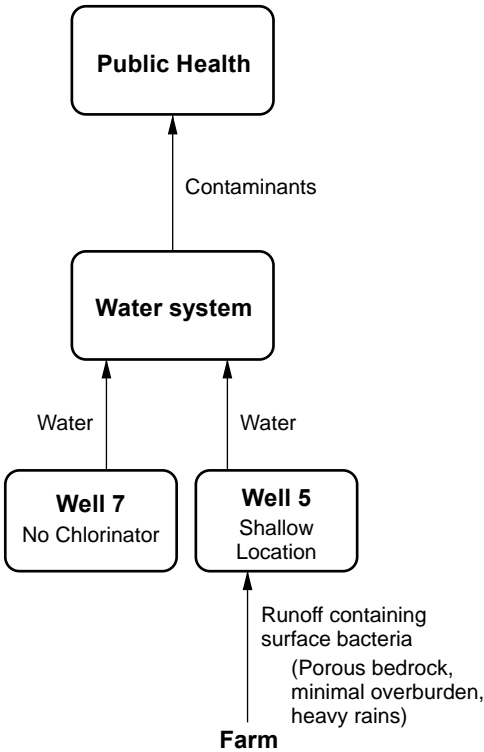 Public Health
Contaminants
Water system
Water
Water
Well 7
No Chlorinator
Well 5
Shallow
Location
Runoff containing
surface bacteria
(Porous bedrock,
minimal overburden,
heavy rains)
Farm